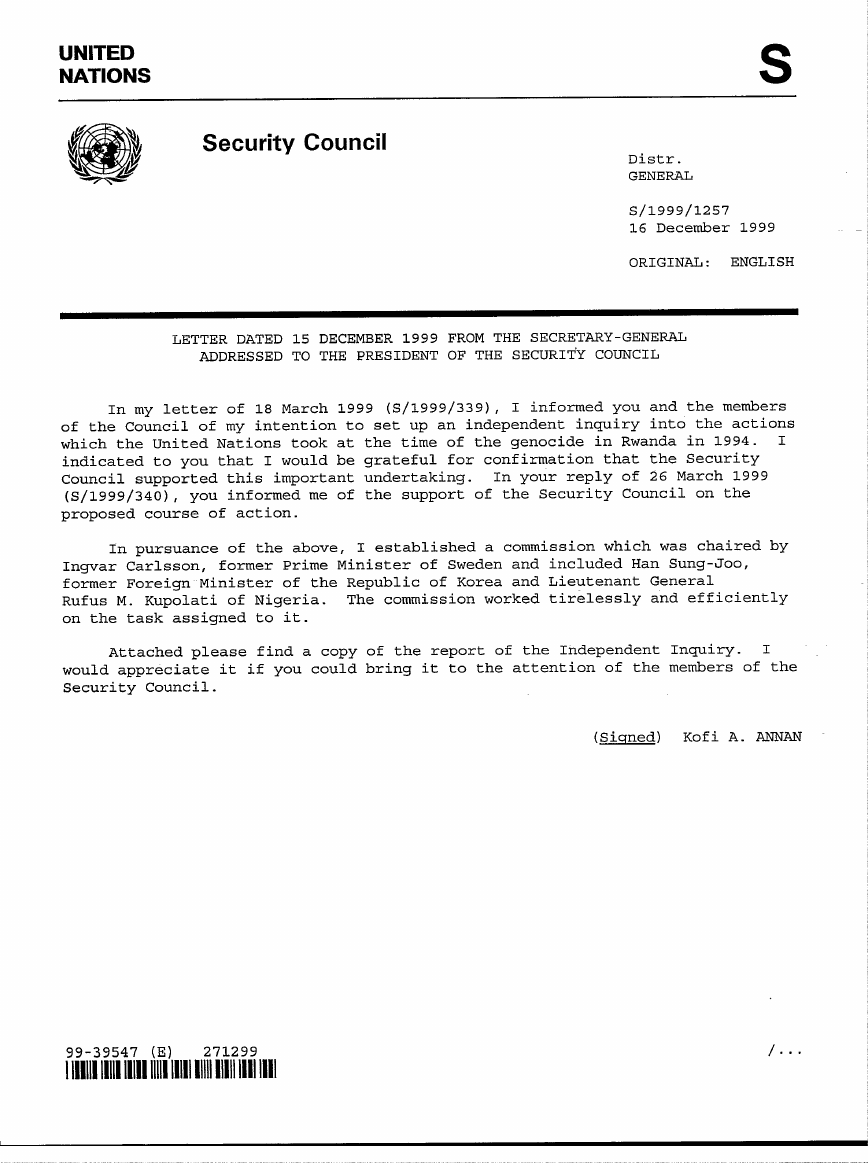 UNITED
NATIONS
S
Security Council
Distr.
GENERAL
S/1999/1257
16 December 1999
ORIGINAL: ENGLISH
LETTER DATED 15 DECEMBER 1999 FROM THE SECRETARY-GENERAL
ADDRESSED TO THE PRESIDENT OF THE SECURITY COUNCIL
In my letter of 18 March 1999 (S/1999/339), I informed you and the members
of the Council of my intention to set up an independent inquiry into the actions
which the United Nations took at the time of the genocide in Rwanda in 1994. I
indicated to you that I would be grateful for confirmation that the Security
Council supported this important undertaking. In your reply of 26 March 1999
(S/1999/340), you informed me of the support of the Security Council on the
proposed course of action.
In pursuance of the above, I established a commission which was chaired by
Ingvar Carlsson, former Prime Minister of Sweden and included Han Sung-Joo,
former Foreign Minister of the Republic of Korea and Lieutenant General
Rufus M. Kupolati of Nigeria. The commission worked tirelessly and efficiently
on the task assigned to it.
Attached please find a copy of the report of the Independent Inquiry. I
would appreciate it if you could bring it to the attention of the members of the
Security Council.
(Signed) Kofi A. ANNAN
99-39547 (E) 271299
/...